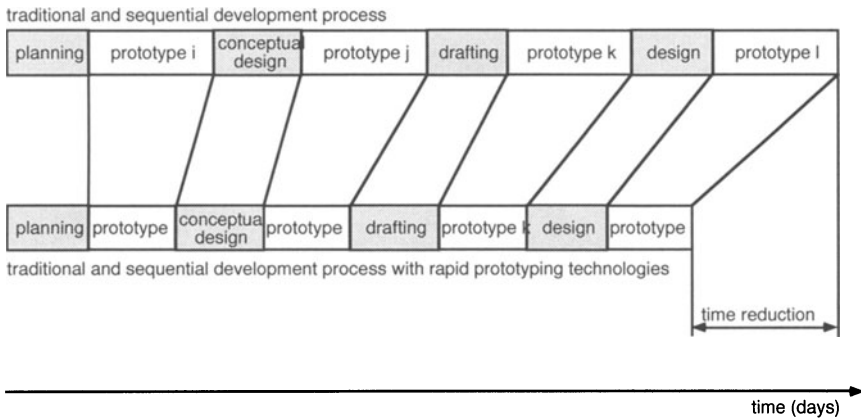 traditional and sequential development process
planning
prototype i
conceptual
design
prototype j
drafting
prototype k
design
prototype l
planning
prototype
conceptua
design
prototype
drafting
prototype k
design
prototype
traditional and sequential development process with rapid prototyping technologies
time reduction
time (days)